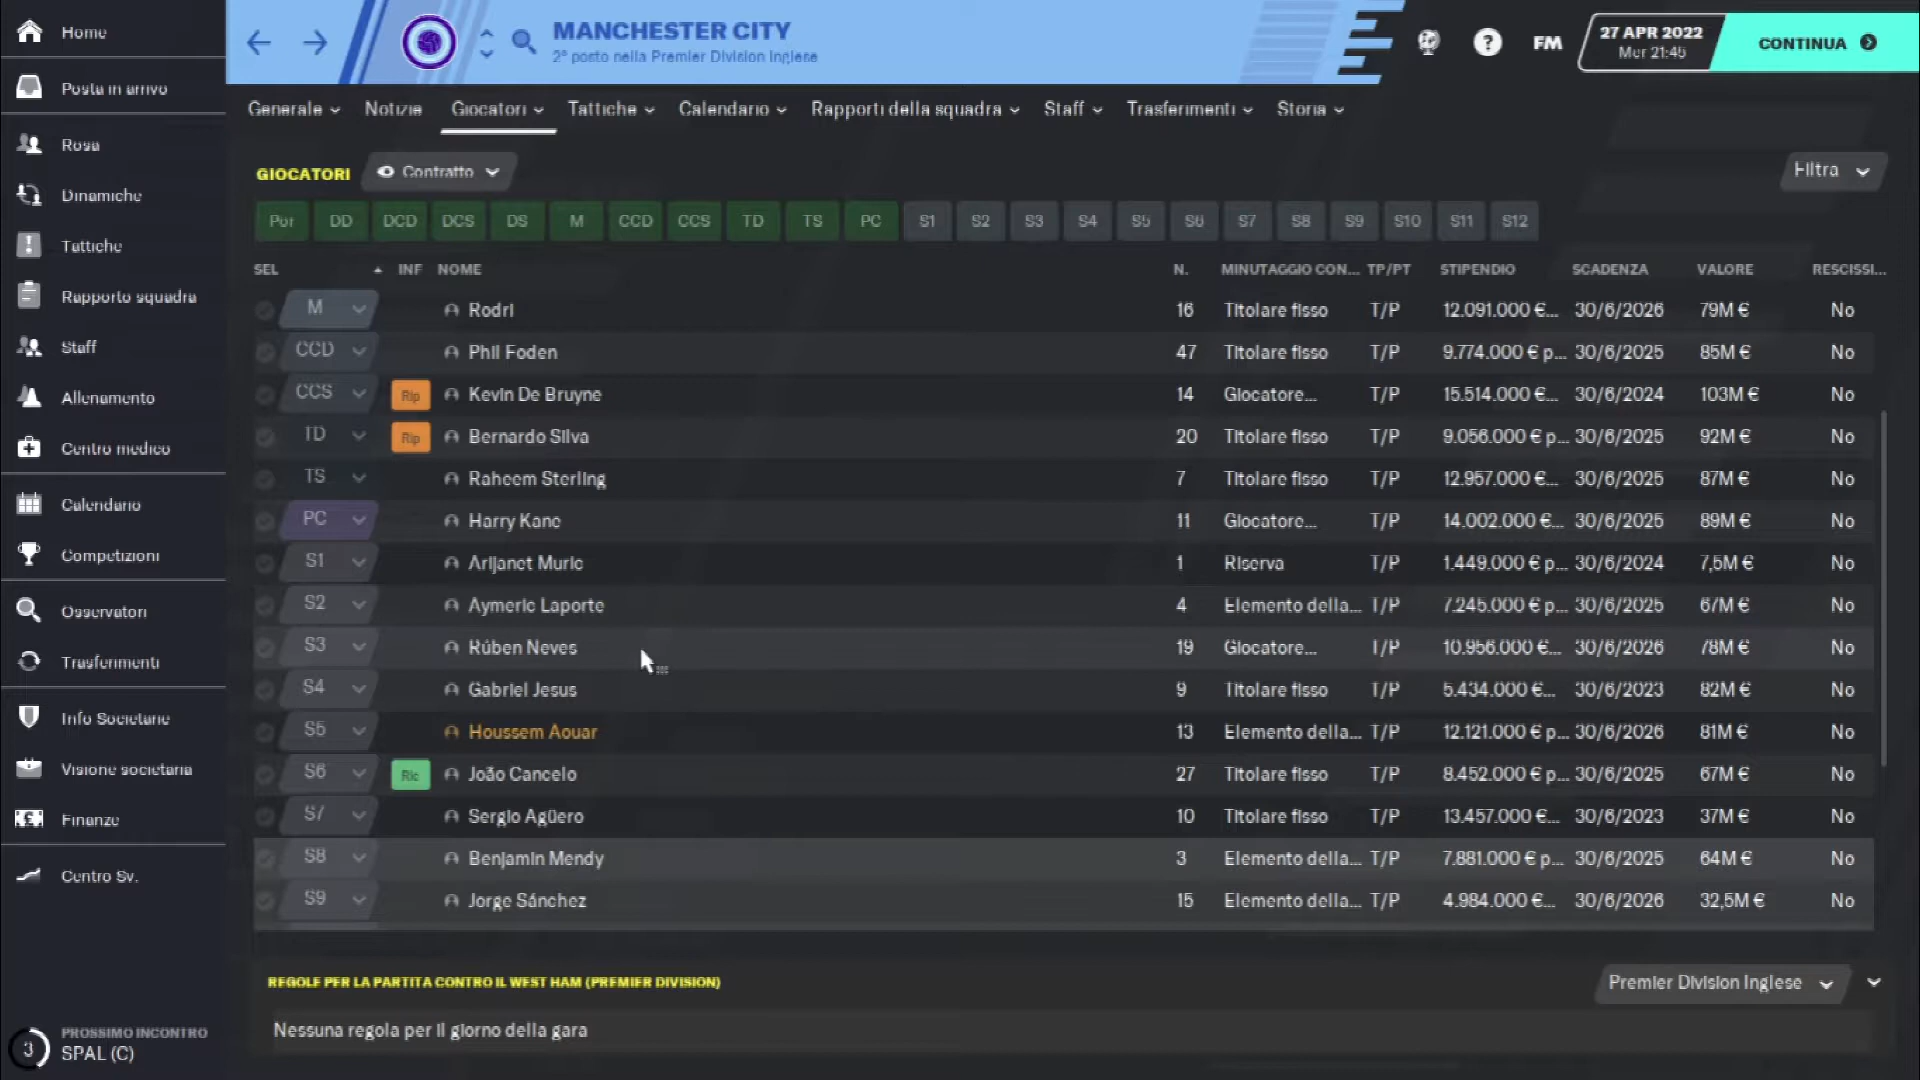 Home
Posta in arrivo
Rosa
Dinamiche
Tattiche
Rapporto squadra
Staff
Allenamento
Centro medico
Calendario
Competizioni
Osservatori
Trasferimenti
Info Societarie
Visione societaria
Finanze
Centro Sv.
3
PROSSIMO INCONTRO
SPAL (C)
MANCHESTER CITY
2° posto nella Premier Division Inglese
?
FM
27 APR 2022
Mer 21:45
CONTINUA
Generale Notizie Giocatori Tattiche Calendario Rapporti della squadra Staff Trasferimenti Storia
GIOCATORI Contratto Filtra
Por DD DCD DCS DS M CCD CCS TD TS PC S1 S2 S3 S4 S5 S6 S7 S8 S9 S10 S11 S12
SEL INF NOME N. MINUTAGGIO CON... TP/PT STIPENDIO SCADENZA VALORE RESCISSI...
M Rodri 16 Titolare fisso T/P 12.091.000 €... 30/6/2026 79M € No
CCD Phil Foden 47 Titolare fisso T/P 9.774.000 € p... 30/6/2025 85M € No
CCS Rip Kevin De Bruyne 14 Giocatore... T/P 15.514.000 €... 30/6/2024 103M € No
TD Rip Bernardo Silva 20 Titolare fisso T/P 9.056.000 € p... 30/6/2025 92M € No
TS Raheem Sterling 7 Titolare fisso T/P 12.957.000 €... 30/6/2025 87M € No
PC Harry Kane 11 Giocatore... T/P 14.002.000 €... 30/6/2025 89M € No
S1 Arijanet Muric 1 Riserva T/P 1.449.000 € p... 30/6/2024 7,5M € No
S2 Aymeric Laporte 4 Elemento della... T/P 7.245.000 € p... 30/6/2025 67M € No
S3 Rúben Neves 19 Giocatore... T/P 10.956.000 €... 30/6/2026 78M € No
S4 Gabriel Jesus 9 Titolare fisso T/P 5.434.000 €... 30/6/2023 82M € No
S5 Houssem Aouar 13 Elemento della... T/P 12.121.000 € p... 30/6/2026 81M € No
S6 Ric João Cancelo 27 Titolare fisso T/P 8.452.000 € p... 30/6/2025 67M € No
S7 Sergio Agüero 10 Titolare fisso T/P 13.457.000 €... 30/6/2023 37M € No
S8 Benjamin Mendy 3 Elemento della... T/P 7.881.000 € p... 30/6/2025 64M € No
S9 Jorge Sánchez 15 Elemento della... T/P 4.984.000 €... 30/6/2026 32,5M € No
REGOLE PER LA PARTITA CONTRO IL WEST HAM (PREMIER DIVISION)
Premier Division Inglese
Nessuna regola per il giorno della gara